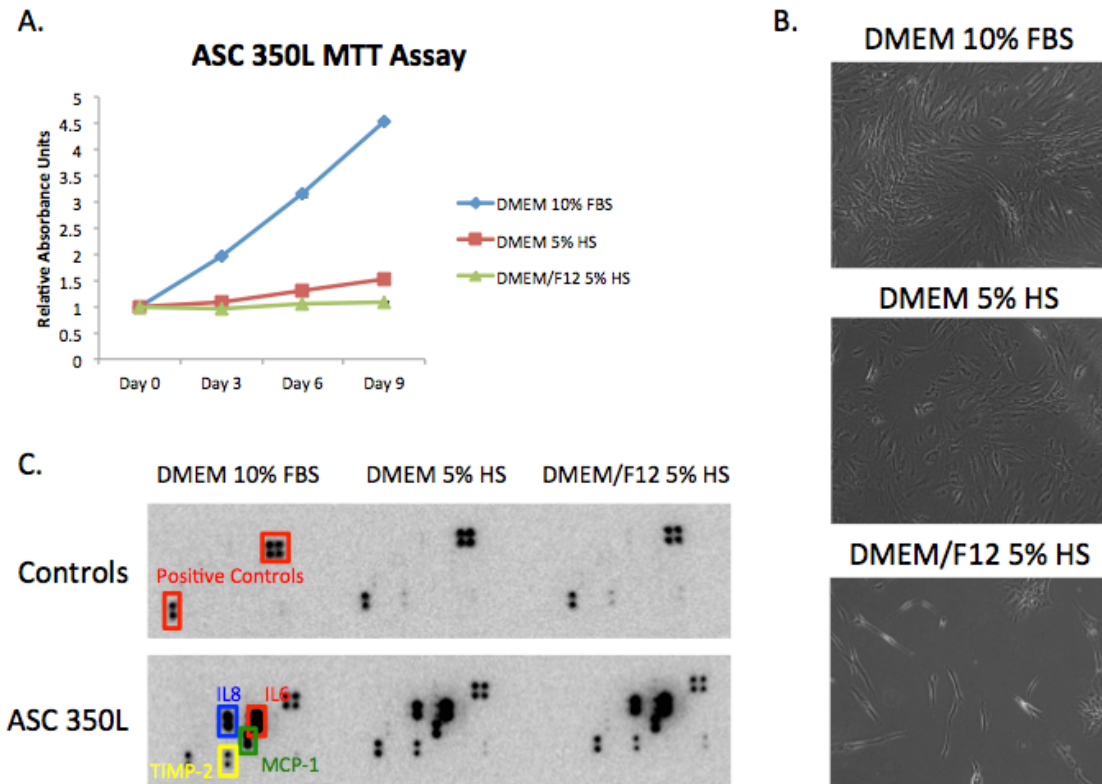 A.
ASC 350L MTT Assay
Relative Absorbance Units
5
4.5
4
3.5
3
2.5
2
1.5
1
0.5
0
Day 0 Day 3 Day 6 Day 9
DMEM 10% FBS
DMEM 5% HS
DMEM/F12 5% HS
B.
DMEM 10% FBS
DMEM 5% HS
DMEM/F12 5% HS
C.
DMEM 10% FBS DMEM 5% HS DMEM/F12 5% HS
Controls
Positive Controls
ASC 350L
IL8 IL6
TIMP-2 MCP-1